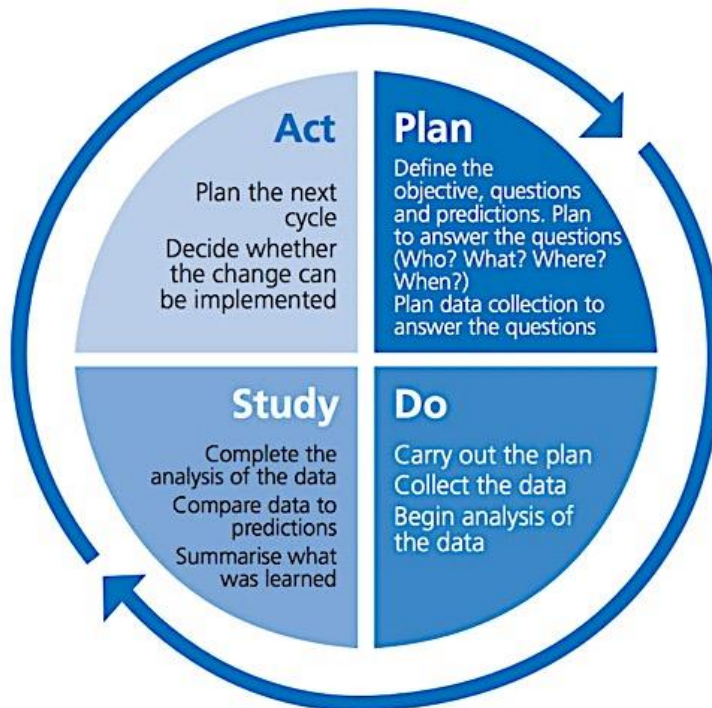 Act
Plan the next
cycle
Decide whether
the change can
be implemented
Plan
Define the
objective, questions
and predictions. Plan
to answer the questions
(Who? What? Where?
When?)
Plan data collection to
answer the questions
Study
Complete the
analysis of the data
Compare data to
predictions
Summarise what
was learned
Do
Carry out the plan
Collect the data
Begin analysis of
the data